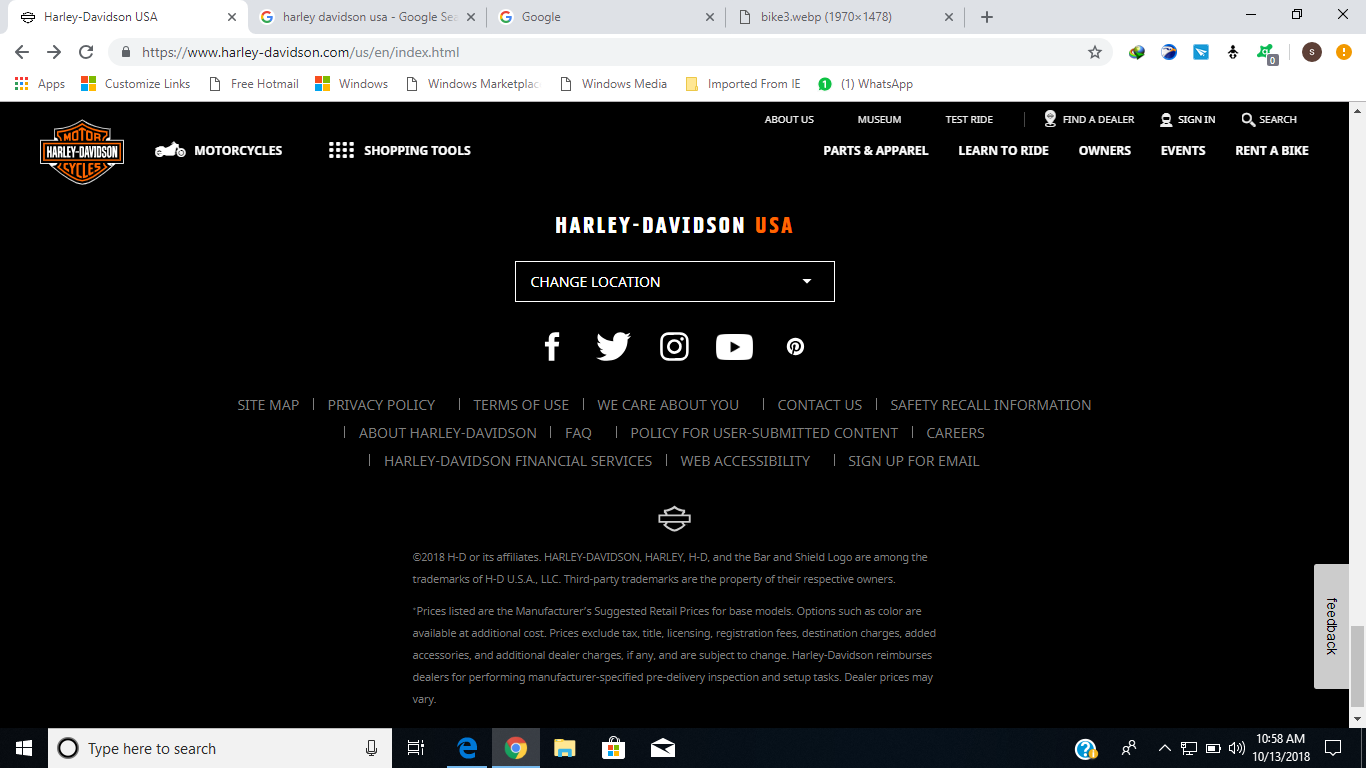 Harley-Davidson USA
harley davidson usa - Google Sea
Google
bike3.webp (1970×1478)
https://www.harley-davidson.com/us/en/index.html
S
0
Apps
Customize Links
Free Hotmail
Windows
Windows Marketplac
Windows Media
Imported From IE
1
(1) WhatsApp
ABOUT US
MUSEUM
TEST RIDE
FIND A DEALER
SIGN IN
SEARCH
MOTOR
HARLEY-DAVIDSON
CYCLES
MOTORCYCLES
SHOPPING TOOLS
PARTS & APPAREL
LEARN TO RIDE
OWNERS
EVENTS
RENT A BIKE
HARLEY-DAVIDSON USA
CHANGE LOCATION
SITE MAP | PRIVACY POLICY | TERMS OF USE | WE CARE ABOUT YOU | CONTACT US | SAFETY RECALL INFORMATION
| ABOUT HARLEY-DAVIDSON | FAQ | POLICY FOR USER-SUBMITTED CONTENT | CAREERS
| HARLEY-DAVIDSON FINANCIAL SERVICES | WEB ACCESSIBILITY | SIGN UP FOR EMAIL
©2018 H-D or its affiliates. HARLEY-DAVIDSON, HARLEY, H-D, and the Bar and Shield Logo are among the
trademarks of H-D U.S.A., LLC. Third-party trademarks are the property of their respective owners.
*Prices listed are the Manufacturer's Suggested Retail Prices for base models. Options such as color are
available at additional cost. Prices exclude tax, title, licensing, registration fees, destination charges, added
accessories, and additional dealer charges, if any, and are subject to change. Harley-Davidson reimburses
dealers for performing manufacturer-specified pre-delivery inspection and setup tasks. Dealer prices may
vary.
feedback
Type here to search
10:58 AM
10/13/2018